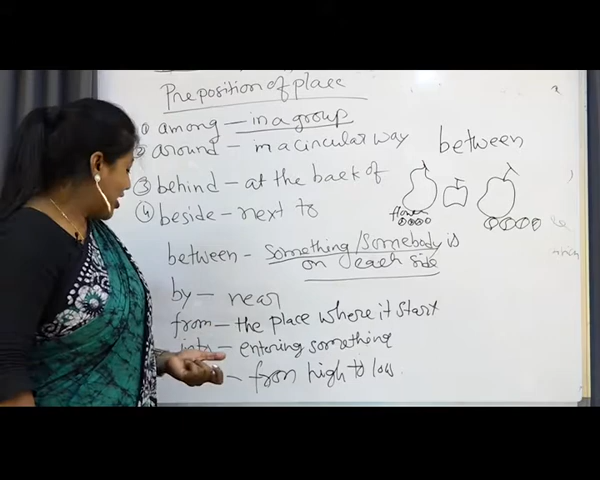 Preposition of place
① among – in a group
② around – in a circular way
between
③ behind – at the back of
④ beside – next to
flower
between - something/somebody is
on each side
by – near
from – the place where it start
into – entering something
– from high to low.